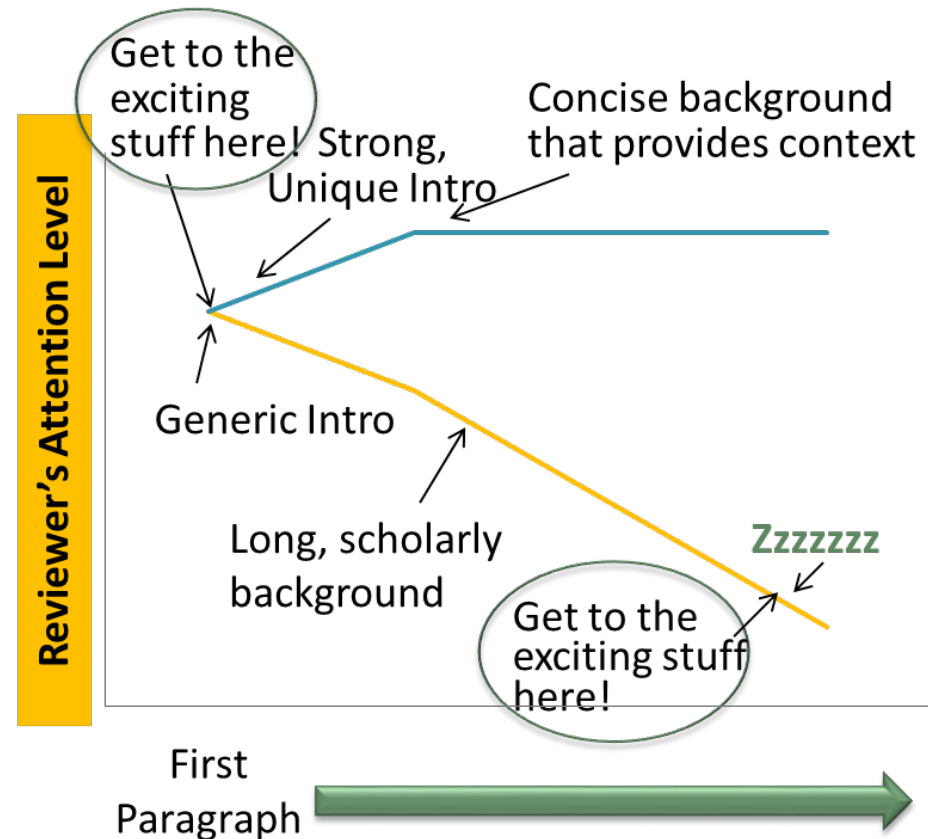 Get to the
exciting
stuff here!
Strong,
Unique Intro
Concise background
that provides context
Reviewer’s Attention Level
Generic Intro
Long, scholarly
background
Zzzzzzz
Get to the
exciting stuff
here!
First
Paragraph